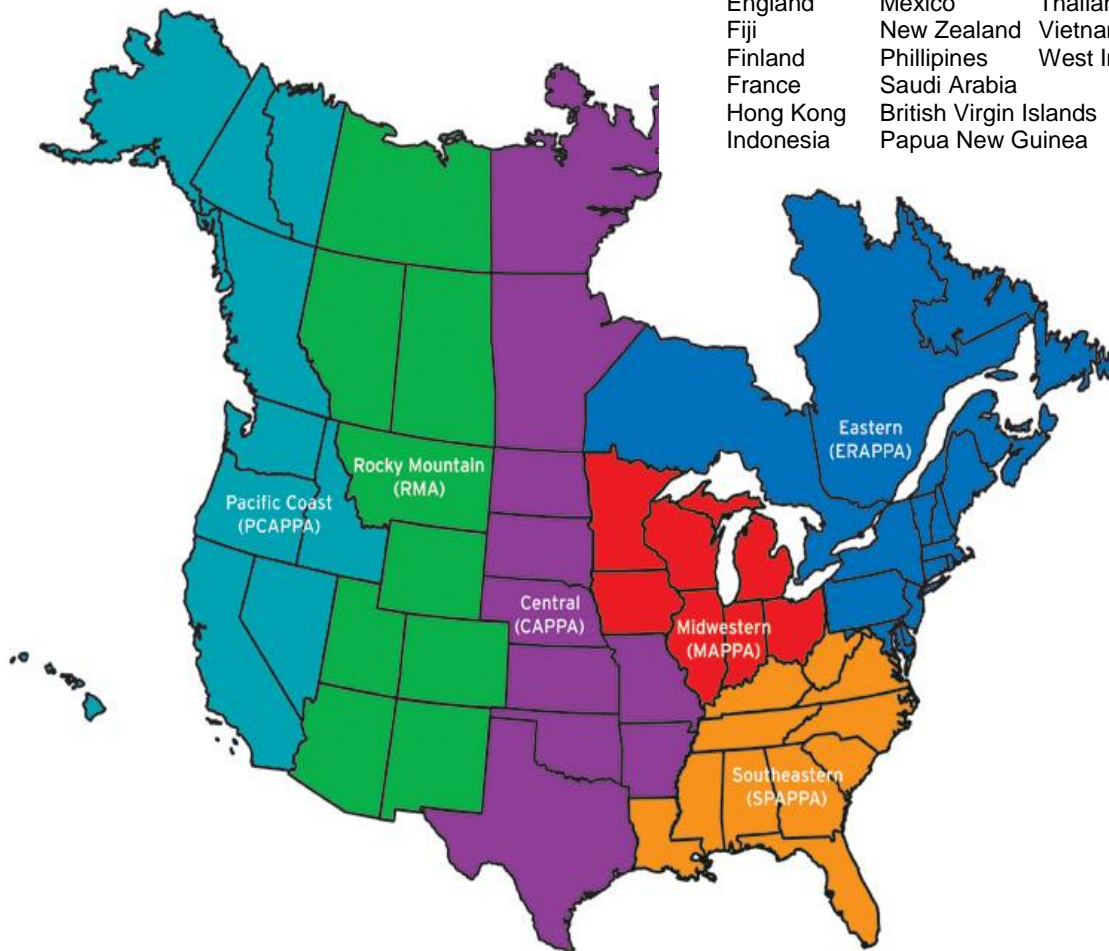 England Mexico
Fiji New Zealand
Finland Phillipines West
France Saudi Arabia
Hong Kong British Virgin Islands
Indonesia Papua New Guinea
Eastern
(ERAPPA)
Rocky Mountain
(RMA)
Pacific Coast
(PCAPPA)
Central
(CAPPA)
Midwestern
(MAPPA)
Southeastern
(SPAPPA)